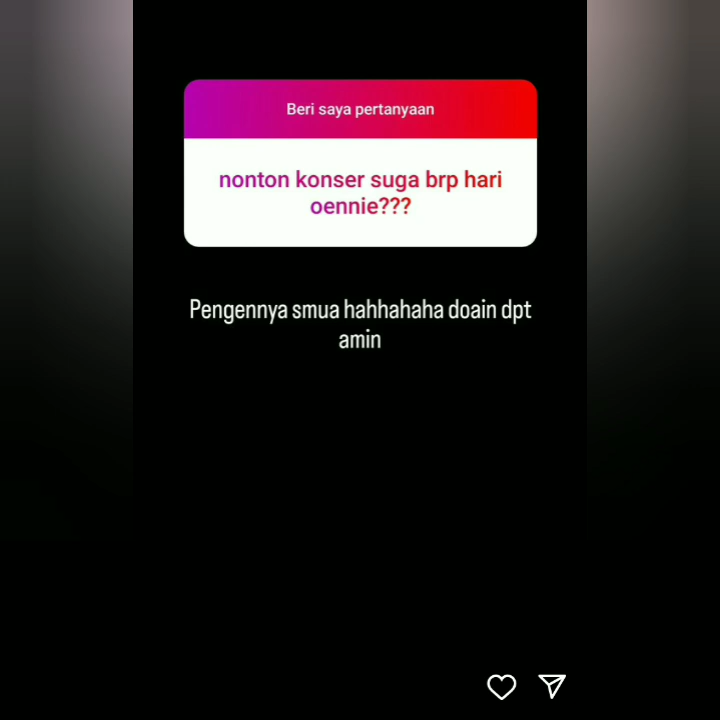 Beri saya pertanyaan
nonton konser suga brp hari
oennie???
Pengennya smua hahhahaha doain dpt
amin